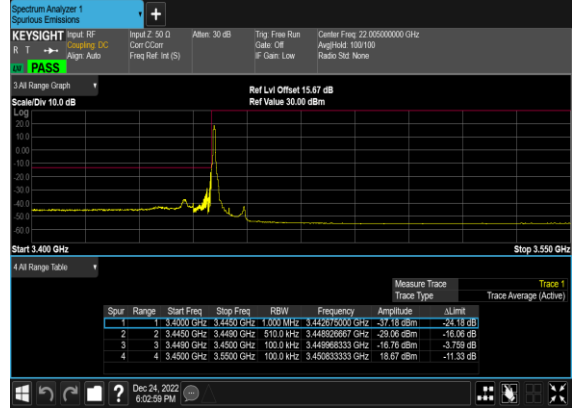 Spectrum Analyzer 1
Spurious Emissions
+
KEYSIGHT Input: RF Input Z: 50 Ω Atten: 30 dB Trig: Free Run Center Freq: 22.005000000 GHz
R T Coupling: DC Corr CCorr Gate: Off Avg|Hold: 100/100
Align: Auto Freq Ref: Int (S) IF Gain: Low Radio Std: None
PASS
3 All Range Graph Ref Lvl Offset 15.67 dB
Scale/Div 10.0 dB Ref Value 30.00 dBm
Log
20.0
10.0
0.00
-10.0
-20.0
-30.0
-40.0
-50.0
-60.0
Start 3.400 GHz Stop 3.550 GHz
4 All Range Table
Measure Trace Trace 1
Trace Type Trace Average (Active)
Spur Range Start Freq Stop Freq RBW Frequency Amplitude ΔLimit
1 1 3.4000 GHz 3.4450 GHz 1.000 MHz 3.442675000 GHz -37.18 dBm -24.18 dB
2 2 3.4450 GHz 3.4490 GHz 510.0 kHz 3.448926667 GHz -29.06 dBm -16.06 dB
3 3 3.4490 GHz 3.4500 GHz 100.0 kHz 3.449968333 GHz -16.76 dBm -3.759 dB
4 4 3.4500 GHz 3.5500 GHz 100.0 kHz 3.450833333 GHz 18.67 dBm -11.33 dB
? Dec 24, 2022
6:02:59 PM